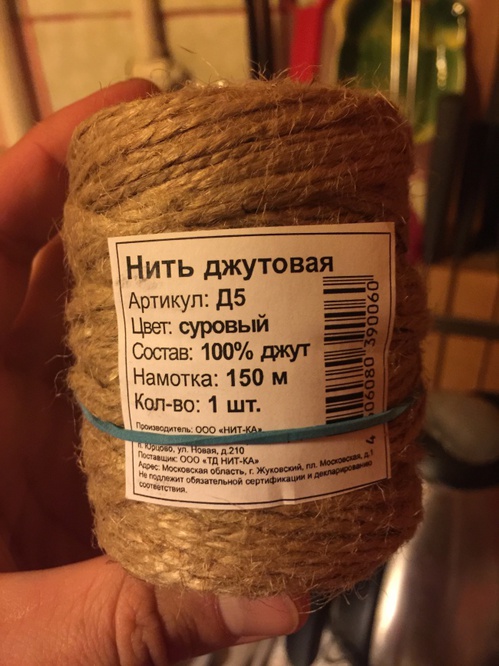 Нить джутовая
Артикул: Д5
Цвет: суровый
Состав: 100% джут
Намотка: 150 м
Кол-во: 1 шт.
Производитель: ООО «НИТ-КА»
п. Юрцово, ул. Новая, д.210
Поставщик: ООО «ТД НИТ-КА»
Адрес: Московская область, г. Жуковский, пл. Московская, д.1
Не подлежит обязательной сертификации и декларированию
соответствия.
606080 390060